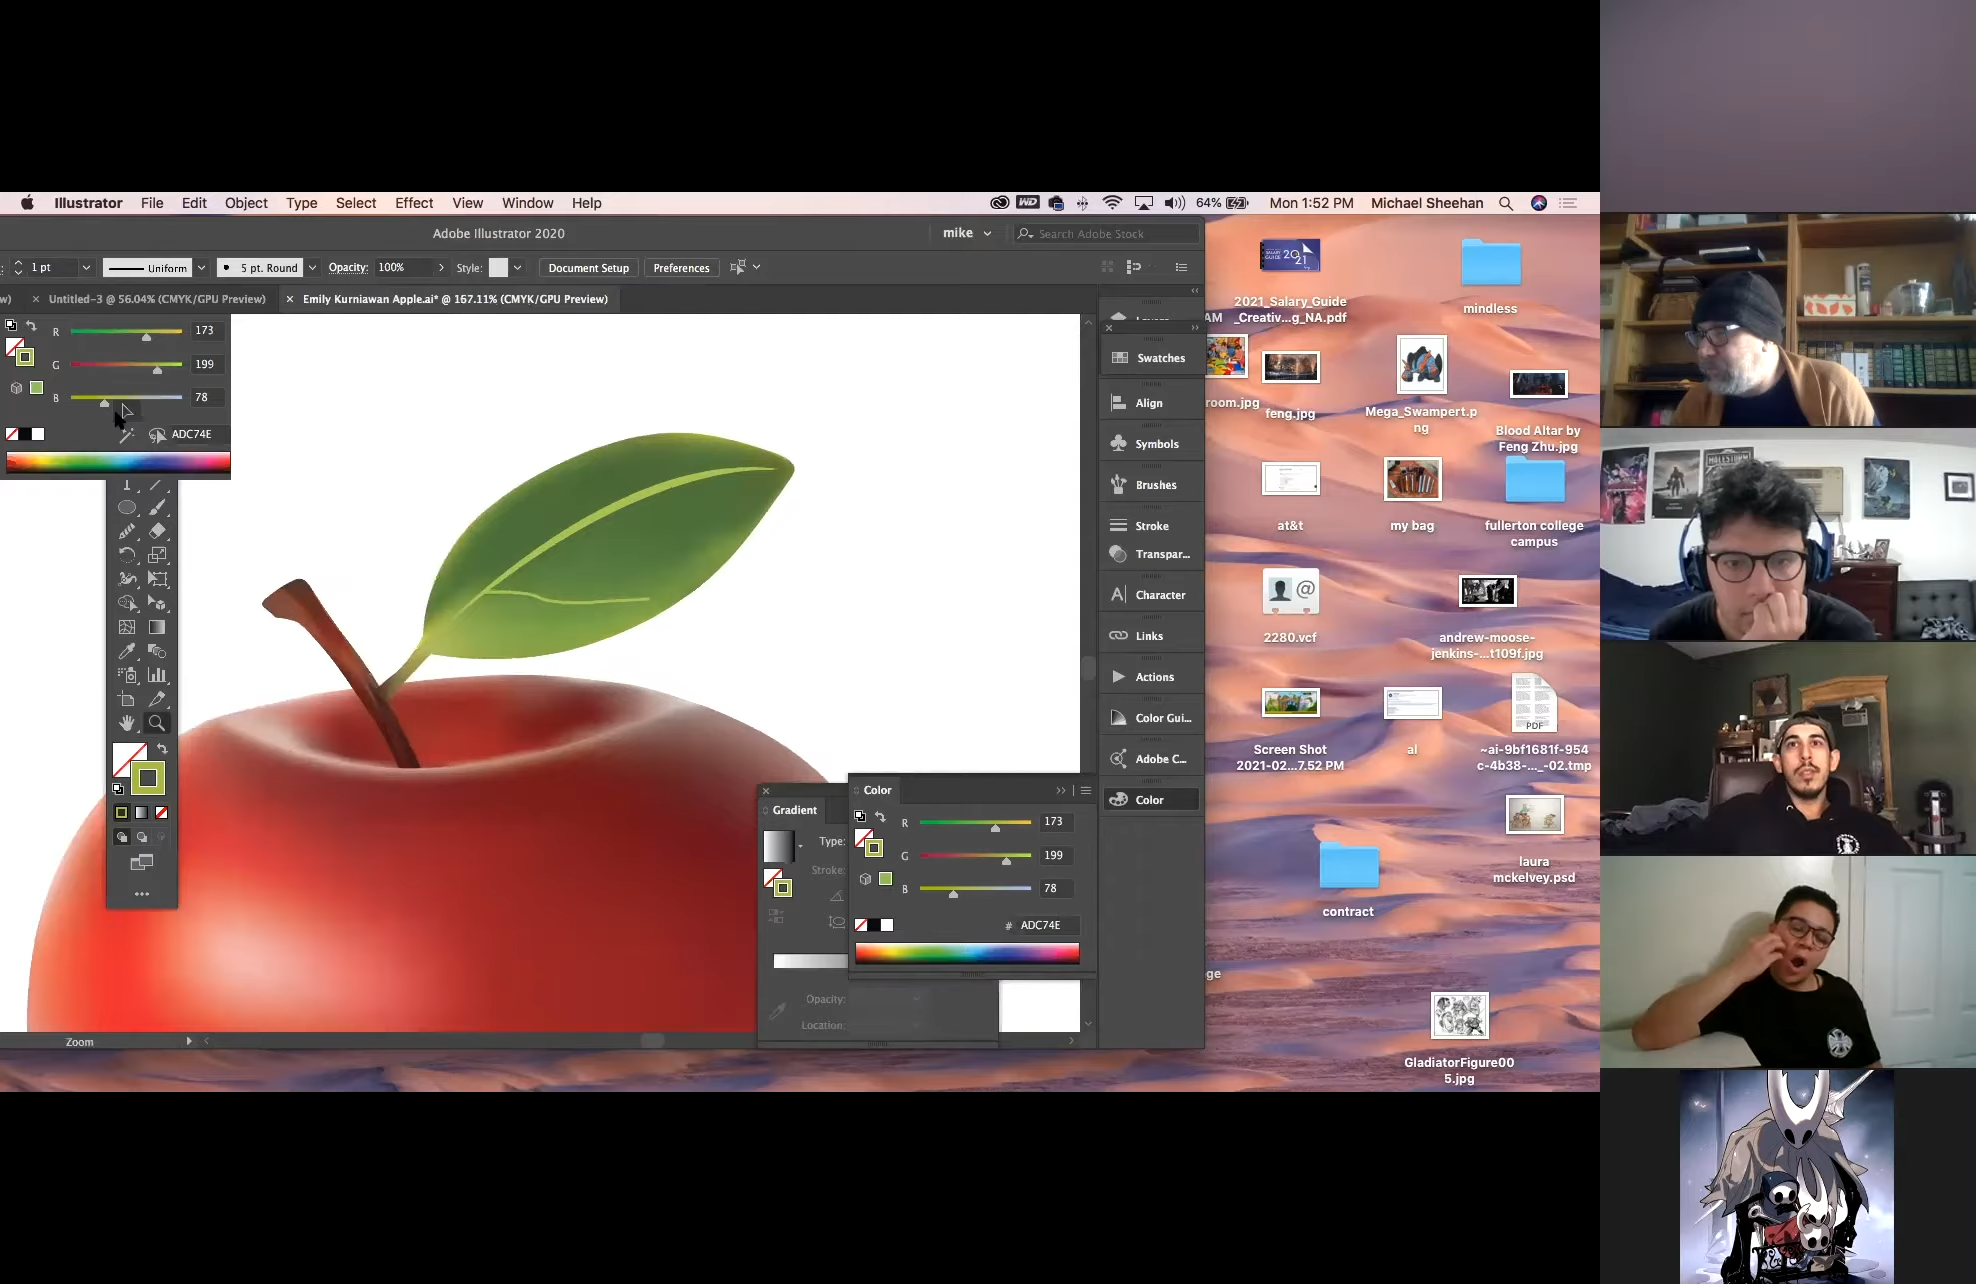 Illustrator File Edit Object Type Select Effect View Window Help
64% Mon 1:52 PM Michael Sheehan
Adobe Illustrator 2020
mike
Search Adobe Stock
1 pt
Uniform
5 pt. Round
Opacity: 100%
Style:
Document Setup
Preferences
w) × Untitled-3 @ 56.04% (CMYK/GPU Preview)
× Emily Kurniawan Apple.ai* @ 167.11% (CMYK/GPU Preview)
R 173
G 199
B 78
ADC74E
Layers
Swatches
Align
Symbols
Brushes
Stroke
Transpar...
Character
Links
Actions
Color Gui...
Adobe C...
Color
Gradient
Type:
Stroke:
Opacity:
Location:
Color
R 173
G 199
B 78
# ADC74E
Zoom
2021_Salary_Guide
_Creativ...g_NA.pdf
AM
mindless
room.jpg
feng.jpg
Mega_Swampert.p
ng
Blood Altar by
Feng Zhu.jpg
at&t
my bag
fullerton college
campus
2280.vcf
andrew-moose-
jenkins-...t109f.jpg
Screen Shot
2021-02...7.52 PM
al
PDF
~ai-9bf1681f-954
c-4b38-..._-02.tmp
laura
mckelvey.psd
contract
ge
GladiatorFigure00
5.jpg